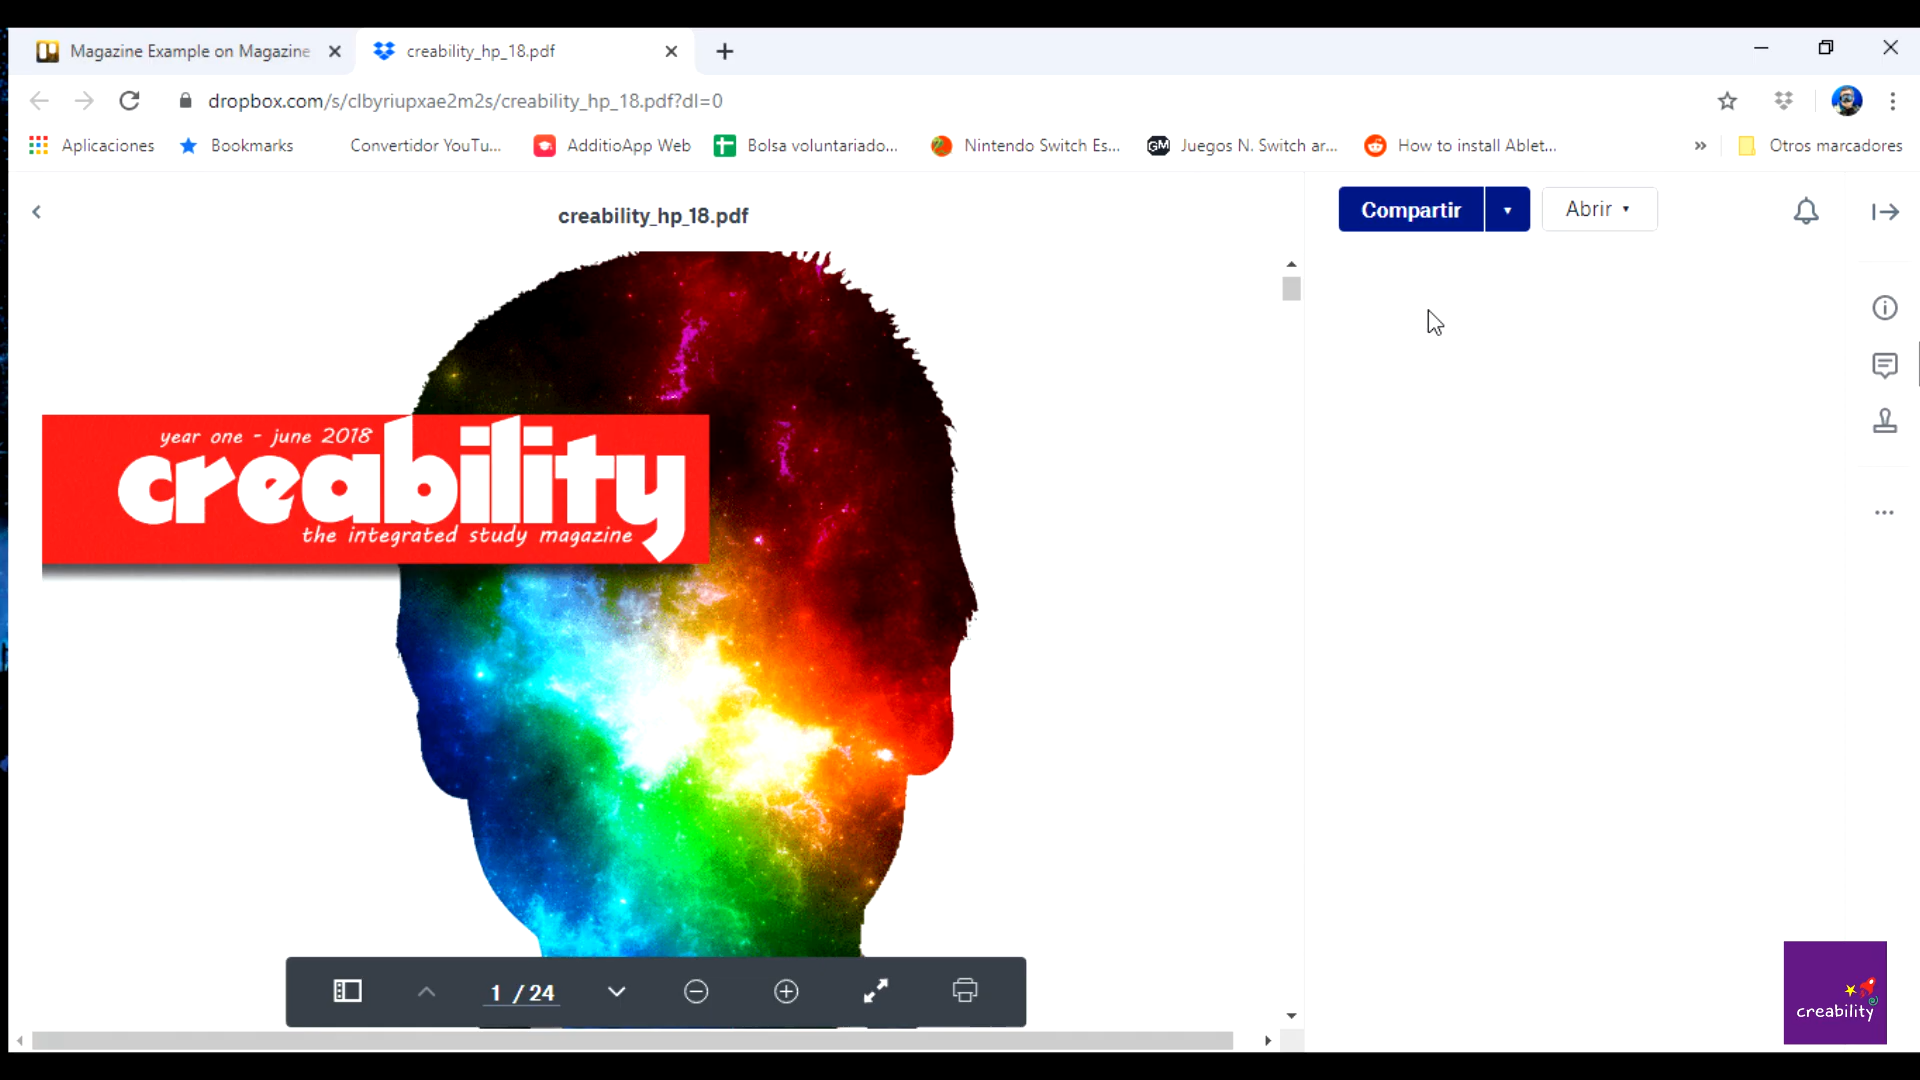 Magazine Example on Magazine
creability_hp_18.pdf
dropbox.com/s/clbyriupxae2m2s/creability_hp_18.pdf?dl=0
Aplicaciones
Bookmarks
Convertidor YouTu...
AdditioApp Web
Bolsa voluntariado...
Nintendo Switch Es...
GM
Juegos N. Switch ar...
How to install Ablet...
»
Otros marcadores
creability_hp_18.pdf
Compartir
Abrir
year one - june 2018
creability
the integrated study magazine
1 / 24
creability